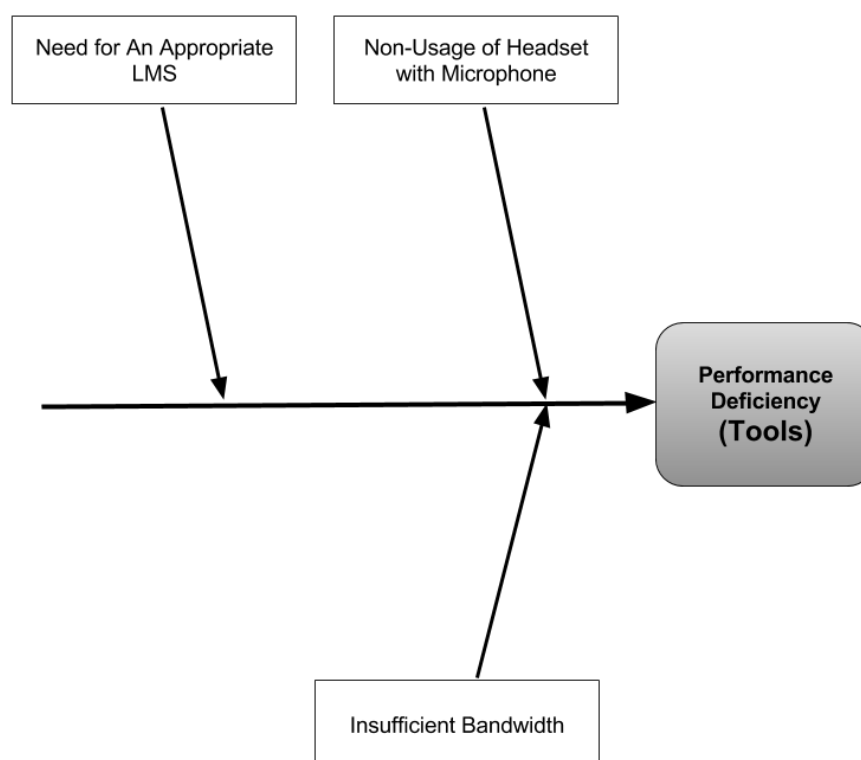 Need for An Appropriate
LMS
Non-Usage of Headset
with Microphone
Performance
Deficiency
(Tools)
Insufficient Bandwidth